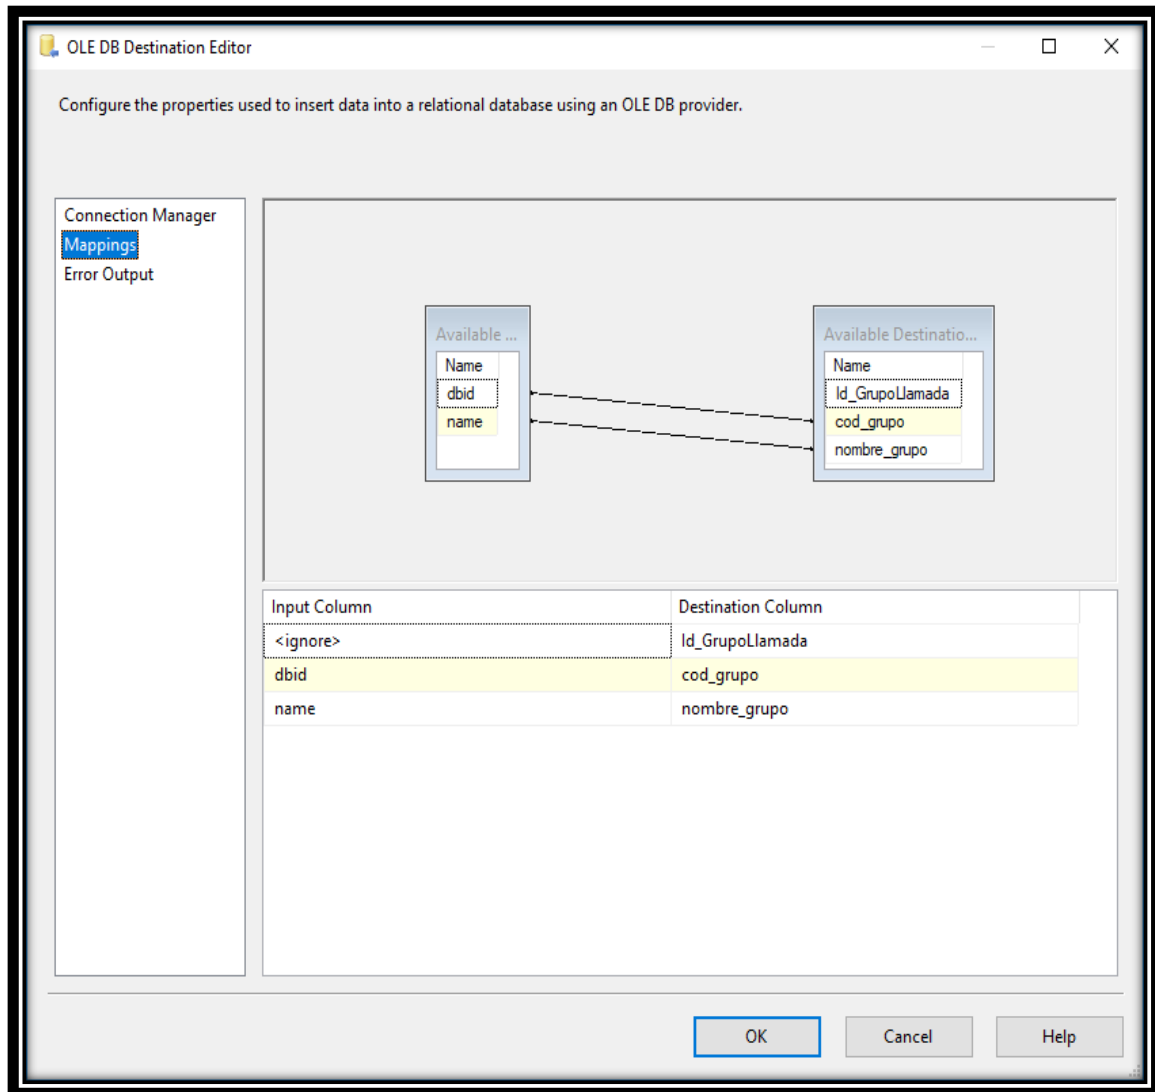 OLE DB Destination Editor
Configure the properties used to insert data into a relational database using an OLE DB provider.
Connection Manager
Mappings
Error Output
Available ...
Name
dbid
name
Available Destinatio...
Name
Id_GrupoLlamada
cod_grupo
nombre_grupo
Input Column Destination Column
<ignore> Id_GrupoLlamada
dbid cod_grupo
name nombre_grupo
OK Cancel Help